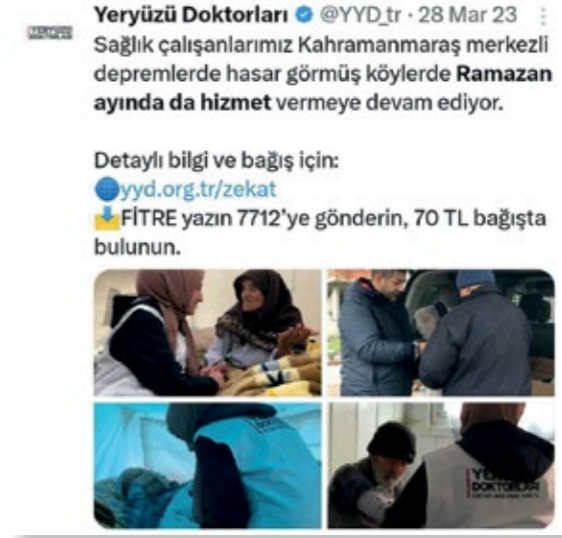 Yeryüzü Doktorları @YYD_tr · 28 Mar 23
YERYÜZÜ
DOKTORLARI
Sağlık çalışanlarımız Kahramanmaraş merkezli
depremlerde hasar görmüş köylerde Ramazan
ayında da hizmet vermeye devam ediyor.
Detaylı bilgi ve bağış için:
yyd.org.tr/zekat
FİTRE yazın 7712’ye gönderin, 70 TL bağışta
bulunun.
DOKTORLARI